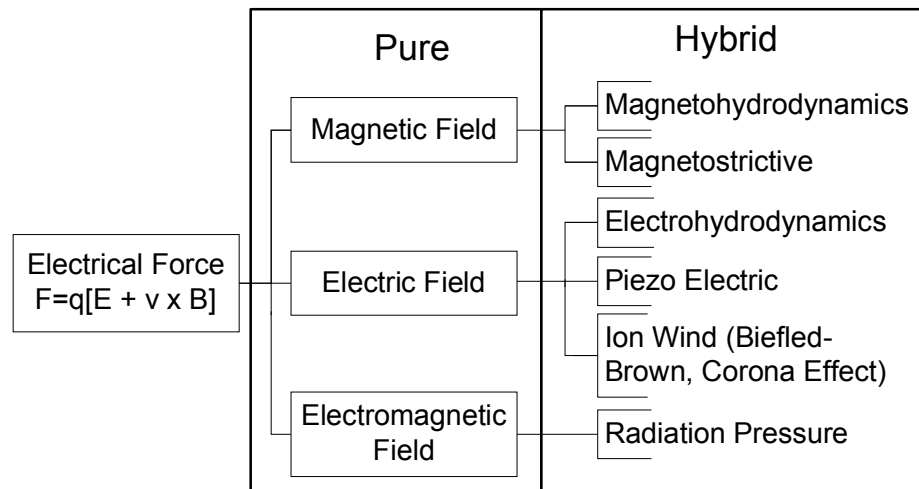 Pure
Hybrid
Magnetic Field
Magnetohydrodynamics
Magnetostrictive
Electrical Force
F=q[E + v x B]
Electric Field
Electrohydrodynamics
Piezo Electric
Ion Wind (Biefled-
Brown, Corona Effect)
Electromagnetic
Field
Radiation Pressure